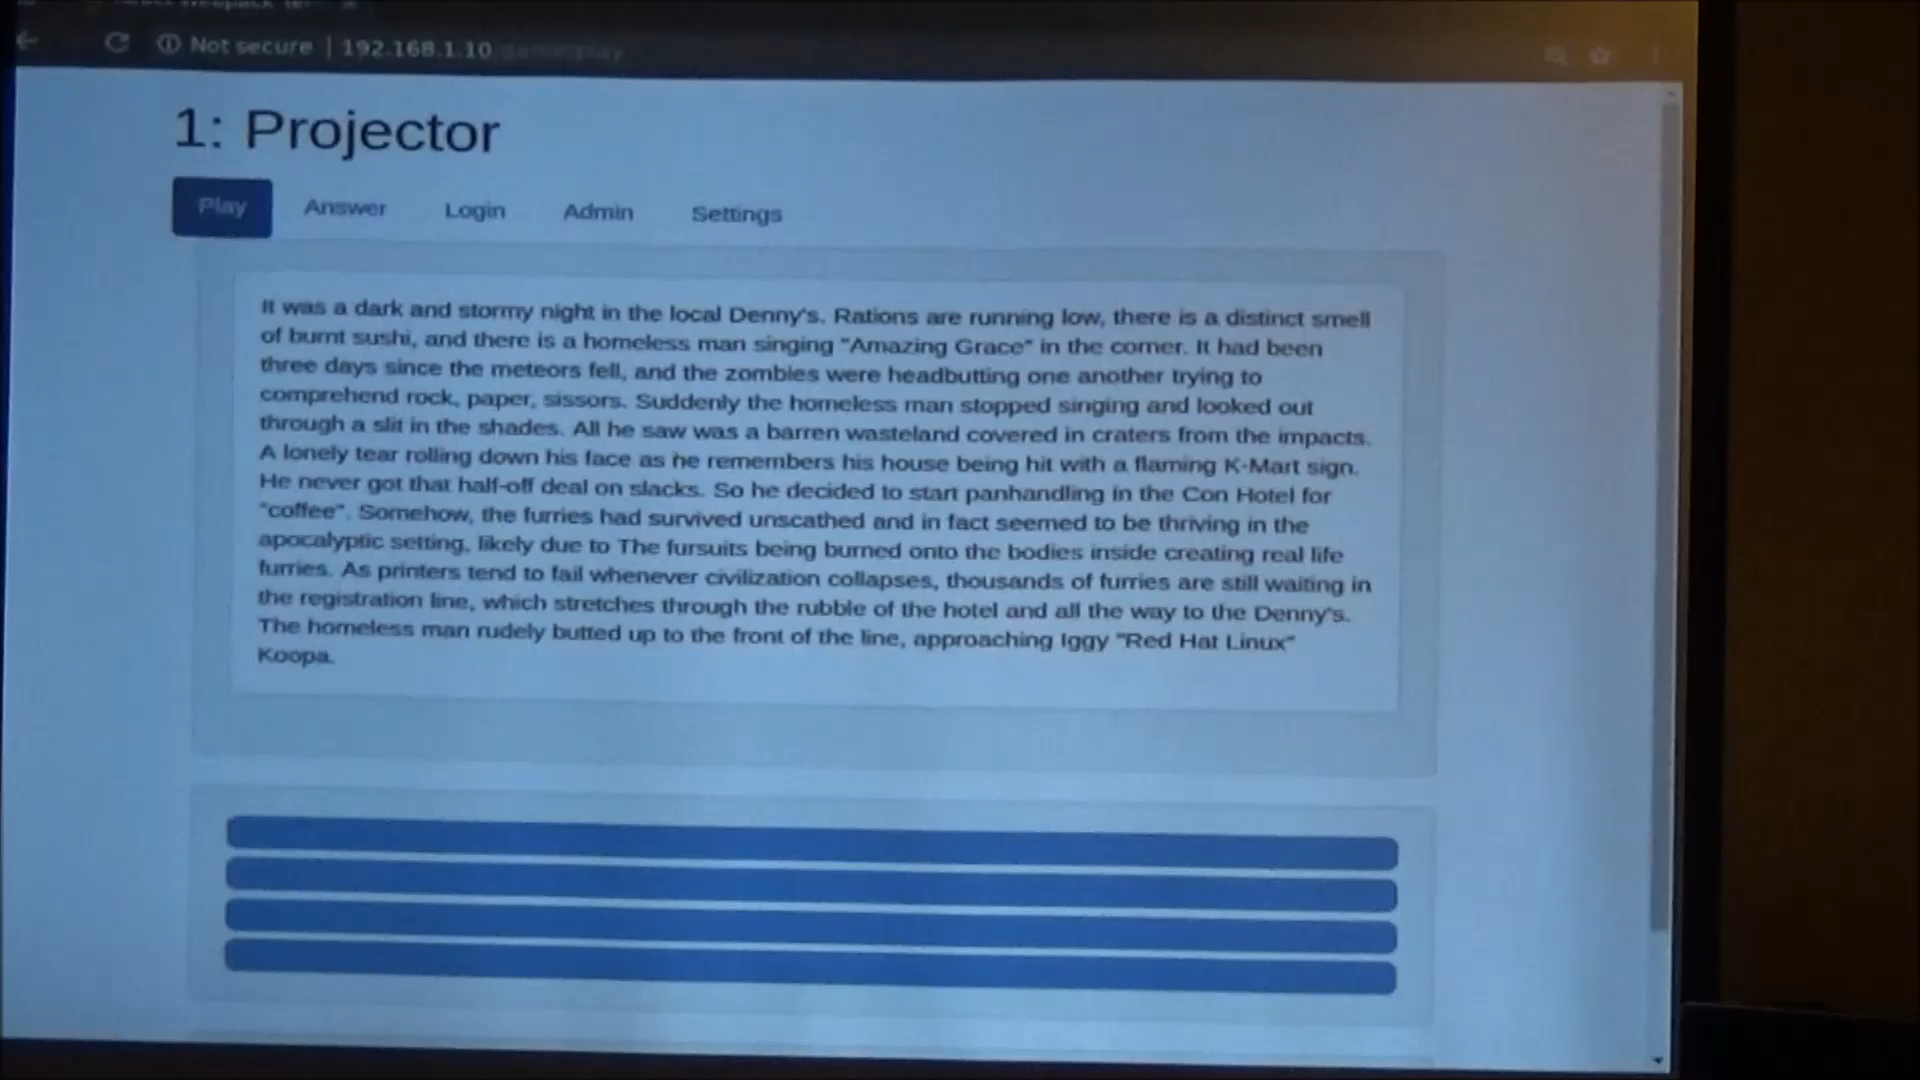 Not secure | 192.168.1.10
1: Projector
Play Answer Login Admin Settings
It was a dark and stormy night in the local Denny's. Rations are running low, there is a distinct smell
of burnt sushi, and there is a homeless man singing "Amazing Grace" in the corner. It had been
three days since the meteors fell, and the zombies were headbutting one another trying to
comprehend rock, paper, sissors. Suddenly the homeless man stopped singing and looked out
through a slit in the shades. All he saw was a barren wasteland covered in craters from the impacts.
A lonely tear rolling down his face as he remembers his house being hit with a flaming K-Mart sign.
He never got that half-off deal on slacks. So he decided to start panhandling in the Con Hotel for
"coffee". Somehow, the furries had survived unscathed and in fact seemed to be thriving in the
apocalyptic setting, likely due to The fursuits being burned onto the bodies inside creating real life
furries. As printers tend to fail whenever civilization collapses, thousands of furries are still waiting in
the registration line, which stretches through the rubble of the hotel and all the way to the Denny's.
The homeless man rudely butted up to the front of the line, approaching Iggy "Red Hat Linux"
Koopa.